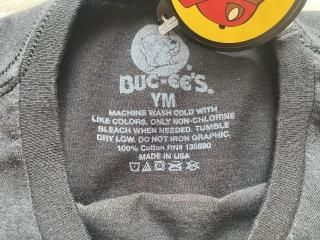 BUC-EE'S
YM
MACHINE WASH COLD WITH
LIKE COLORS. ONLY NON-CHLORINE
BLEACH WHEN NEEDED. TUMBLE
DRY LOW. DO NOT IRON GRAPHIC.
100% Cotton RN# 136690
MADE IN USA